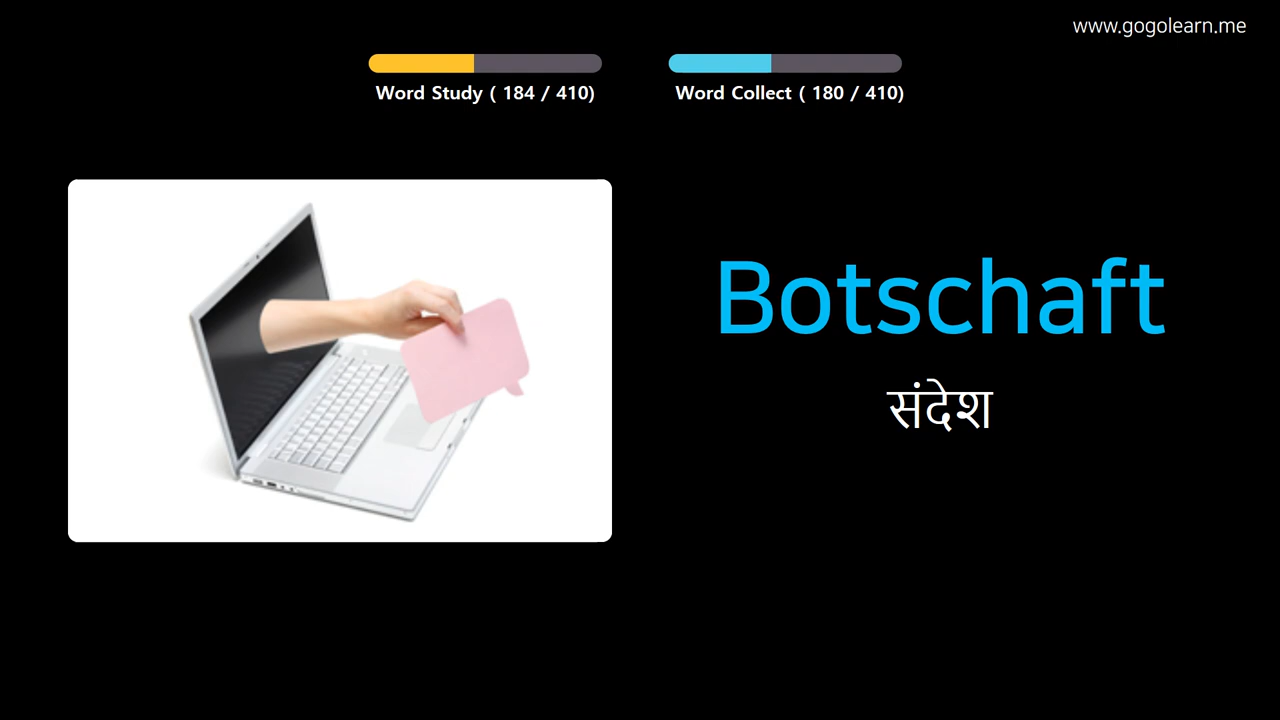 www.gogolearn.me
Word Study ( 184 / 410)
Word Collect ( 180 / 410)
Botschaft
संदेश